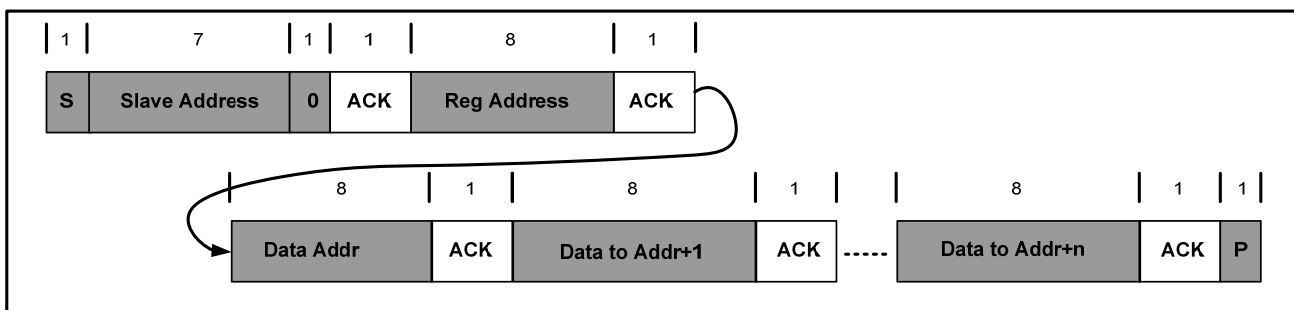 1 7 1 1 8 1
S Slave Address 0 ACK Reg Address ACK
8 1 8 1 8 1 1
Data Addr ACK Data to Addr+1 ACK Data to Addr+n ACK P